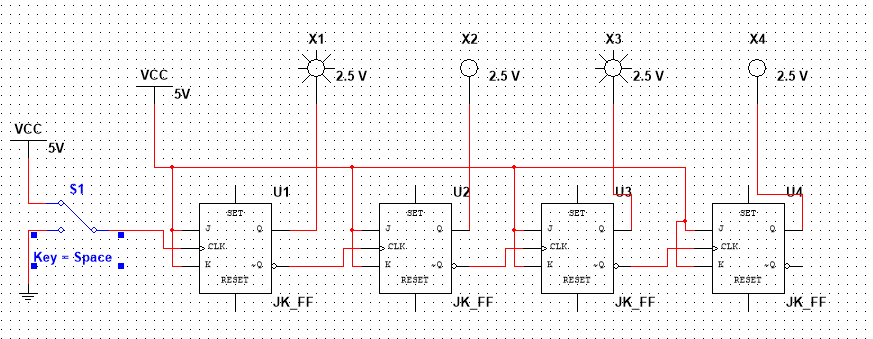 X1 X2 X3 X4
2.5 V 2.5 V 2.5 V 2.5 V
VCC
5V
VCC
5V
S1
Key = Space
U1 U2 U3 U4
SET SET SET SET
J Q J Q J Q J Q
CLK CLK CLK CLK
K ~Q K ~Q K ~Q K ~Q
RESET RESET RESET RESET
JK_FF JK_FF JK_FF JK_FF